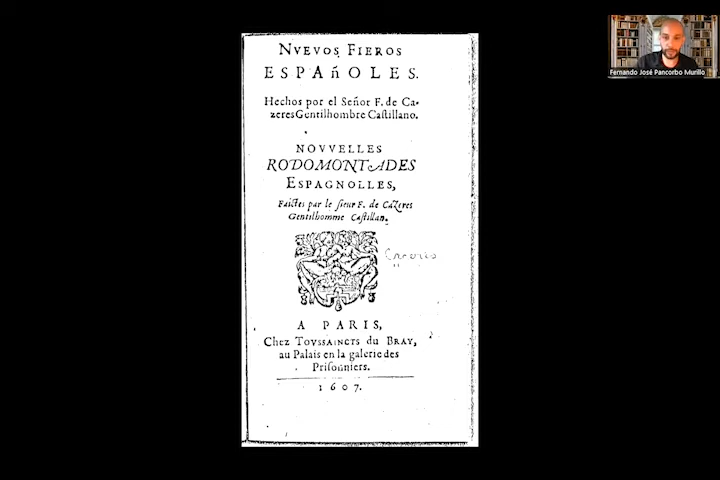 NVEVOS FIEROS
ESPAñOLES.
Hechos por el Señor F. de Ca-
zeres Gentilhombre Caſtillano.
NOVVELLES
RODOMONTADES
ESPAGNOLLES,
Faictes par le ſieur F. de CaZeres
Gentilhomme Caſtillan.
A PARIS,
Chez TOVSSAINCTS du BRAY,
au Palais en la galerie des
Priſonniers.
1607.
Fernando José Pancorbo Murillo